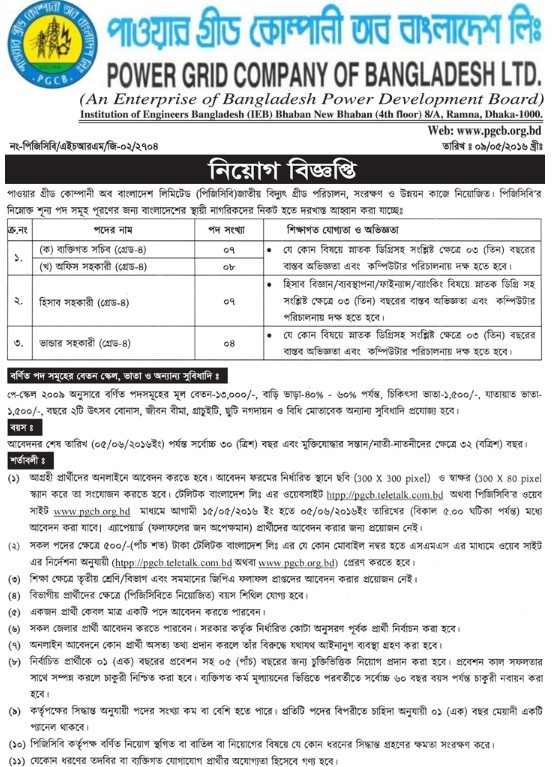 পাওয়ার গ্রীড কোম্পানী অব বাংলাদেশ লিঃ
POWER GRID COMPANY OF BANGLADESH LTD.
(An Enterprise of Bangladesh Power Development Board)
Institution of Engineers Bangladesh (IEB) Bhaban New Bhaban (4th floor) 8/A, Ramna, Dhaka-1000.
Web: www.pgcb.org.bd
নং-পিজিসিবি/এইচআরএম/জি-০২/২৭০৪ তারিখ ঃ ০৯/০৫/২০১৬ খ্রীঃ
নিয়োগ বিজ্ঞপ্তি
পাওয়ার গ্রীড কোম্পানী অব বাংলাদেশ লিমিটেড (পিজিসিবি)জাতীয় বিদ্যুৎ গ্রীড পরিচালন, সংরক্ষণ ও উন্নয়ন কাজে নিয়োজিত। পিজিসিবি'র
নিম্নোক্ত শূন্য পদ সমূহ পূরণের জন্য বাংলাদেশের স্থায়ী নাগরিকদের নিকট হতে দরখাস্ত আহ্বান করা যাচ্ছেঃ
ক্র.নং পদের নাম পদ সংখ্যা শিক্ষাগত যোগ্যতা ও অভিজ্ঞতা
১. (ক) ব্যক্তিগত সচিব (গ্রেড-৪) ০৭ • যে কোন বিষয়ে স্নাতক ডিগ্রিসহ সংশ্লিষ্ট ক্ষেত্রে ০৩ (তিন) বছরের
(খ) অফিস সহকারী (গ্রেড-৪) ০৮ বাস্তব অভিজ্ঞতা এবং কম্পিউটার পরিচালনায় দক্ষ হতে হবে।
২. হিসাব সহকারী (গ্রেড-৪) ০৭ • হিসাব বিজ্ঞান/ব্যবস্থাপনা/ফাইন্যান্স/ব্যাংকিং বিষয়ে স্নাতক ডিগ্রি সহ
সংশ্লিষ্ট ক্ষেত্রে ০৩ (তিন) বছরের বাস্তব অভিজ্ঞতা এবং কম্পিউটার
পরিচালনায় দক্ষ হতে হবে।
৩. ভান্ডার সহকারী (গ্রেড-৪) ০৪ • যে কোন বিষয়ে স্নাতক ডিগ্রিসহ সংশ্লিষ্ট ক্ষেত্রে ০৩ (তিন) বছরের
বাস্তব অভিজ্ঞতা এবং কম্পিউটার পরিচালনায় দক্ষ হতে হবে।
বর্ণিত পদ সমূহের বেতন স্কেল, ভাতা ও অন্যান্য সুবিধাদি ঃ
পে-স্কেল ২০০৯ অনুসারে বর্ণিত পদসমূহের মূল বেতন-১৩,০০০/-, বাড়ি ভাড়া-৪০% - ৬০% পর্যন্ত, চিকিৎসা ভাতা-১,৫০০/-, যাতায়াত ভাতা-
১,৫০০/-, বছরে ২টি উৎসব বোনাস, জীবন বীমা, গ্রাচুইটি, ছুটি নগদায়ন ও বিধি মোতাবেক অন্যান্য সুবিধাদি প্রযোজ্য হবে।
বয়স ঃ
আবেদনের শেষ তারিখ (০৫/০৬/২০১৬ইং) পর্যন্ত সর্বোচ্চ ৩০ (ত্রিশ) বছর এবং মুক্তিযোদ্ধার সন্তান/নাতী-নাতনীদের ক্ষেত্রে ৩২ (বত্রিশ) বছর।
শর্তাবলী ঃ
(১) আগ্রহী প্রার্থীদের অনলাইনে আবেদন করতে হবে। আবেদন ফরমের নির্ধারিত স্থানে ছবি (300 X 300 pixel) ও স্বাক্ষর (300 X 80 pixel)
স্ক্যান করে তা সংযোজন করতে হবে। টেলিটক বাংলাদেশ লিঃ এর ওয়েবসাইট htpp://pgcb.teletalk.com.bd অথবা পিজিসিবি'র ওয়েব
সাইট www.pgcb.org.bd মাধ্যমে আগামী ১৫/০৫/২০১৬ ইং হতে ০৫/০৬/২০১৬ইং তারিখের (বিকাল ৫.০০ ঘটিকা পর্যন্ত) মধ্যে
আবেদন করা যাবে। এ্যাপেয়ার্ড (ফলাফলের জন অপেক্ষমান) প্রার্থীদের আবেদন করার জন্য প্রয়োজন নেই।
(২) সকল পদের ক্ষেত্রে ৫০০/-(পাঁচ শত) টাকা টেলিটক বাংলাদেশ লিঃ এর যে কোন মোবাইল নম্বর হতে এসএমএস এর মাধ্যমে ওয়েব সাইট
এর নির্দেশনা অনুযায়ী (htpp://pgcb.teletalk.com.bd অথবা www.pgcb.org.bd) প্রেরণ করতে হবে।
(৩) শিক্ষা ক্ষেত্রে তৃতীয় শ্রেণি/বিভাগ এবং সমমানের জিপিএ ফলাফল প্রাপ্তদের আবেদন করার প্রয়োজন নেই।
(৪) বিভাগীয় প্রার্থীদের ক্ষেত্রে (পিজিসিবিতে নিয়োজিত) বয়স শিথিল যোগ্য হবে।
(৫) একজন প্রার্থী কেবল মাত্র একটি পদে আবেদন করতে পারবেন।
(৬) সকল জেলার প্রার্থী আবেদন করতে পারবেন। সরকার কর্তৃক নির্ধারিত কোটা অনুসরণ পূর্বক প্রার্থী নির্বাচন করা হবে।
(৭) অনলাইন আবেদনে কোন প্রার্থী অসত্য তথ্য প্রদান করলে তাঁর বিরুদ্ধে যথাযথ আইনানুগ ব্যবস্থা গ্রহণ করা হবে।
(৮) নির্বাচিত প্রার্থীকে ০১ (এক) বছরের প্রবেশন সহ ০৫ (পাঁচ) বছরের জন্য চুক্তিভিত্তিক নিয়োগ প্রদান করা হবে। প্রবেশন কাল সফলতার
সাথে সম্পন্ন করলে চাকুরী নিশ্চিত করা হবে। ব্যক্তিগত কর্ম মূল্যায়নের ভিত্তিতে পরবর্তীতে সর্বোচ্চ ৬০ বছর বয়স পর্যন্ত চাকুরী নবায়ন করা
হবে।
(৯) কর্তৃপক্ষের সিদ্ধান্ত অনুযায়ী পদের সংখ্যা কম বা বেশি হতে পারে। প্রতিটি পদের বিপরীতে চাহিদা অনুযায়ী ০১ (এক) বছর মেয়াদী একটি
প্যানেল থাকবে।
(১০) পিজিসিবি কর্তৃপক্ষ বর্ণিত নিয়োগ স্থগিত বা বাতিল বা নিয়োগের বিষয়ে যে কোন ধরনের সিদ্ধান্ত গ্রহণের ক্ষমতা সংরক্ষণ করে।
(১১) যেকোন ধরণের তদবির বা ব্যক্তিগত যোগাযোগ প্রার্থীর অযোগ্যতা হিসেবে গণ্য হবে।